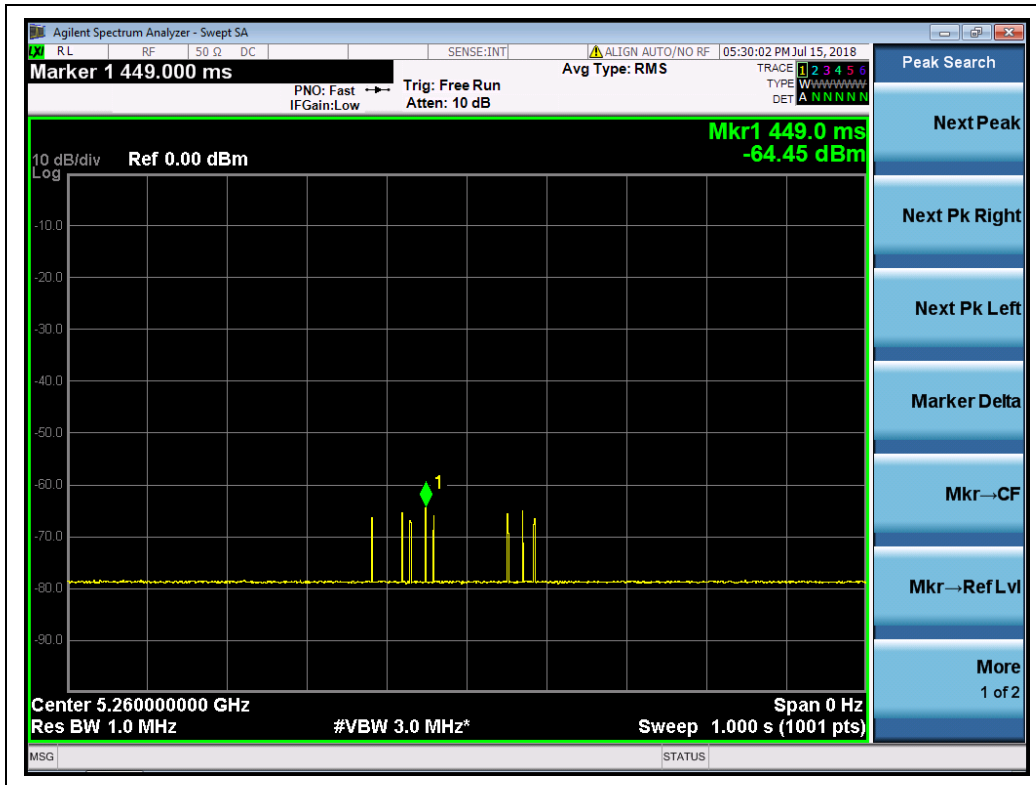 Agilent Spectrum Analyzer - Swept SA
LXI RL RF 50 Ω DC SENSE:INT ALIGN AUTO/NO RF 05:30:02 PM Jul 15, 2018
Marker 1 449.000 ms
PNO: Fast
IFGain:Low
Trig: Free Run
Atten: 10 dB
Avg Type: RMS
TRACE 1 2 3 4 5 6
TYPE WWWWWW
DET A N N N N N
Mkr1 449.0 ms
-64.45 dBm
10 dB/div Ref 0.00 dBm
Log
-10.0
-20.0
-30.0
-40.0
-50.0
-60.0
1
-70.0
-80.0
-90.0
Center 5.260000000 GHz Span 0 Hz
Res BW 1.0 MHz #VBW 3.0 MHz* Sweep 1.000 s (1001 pts)
MSG STATUS
Peak Search
Next Peak
Next Pk Right
Next Pk Left
Marker Delta
Mkr→CF
Mkr→Ref Lvl
More
1 of 2